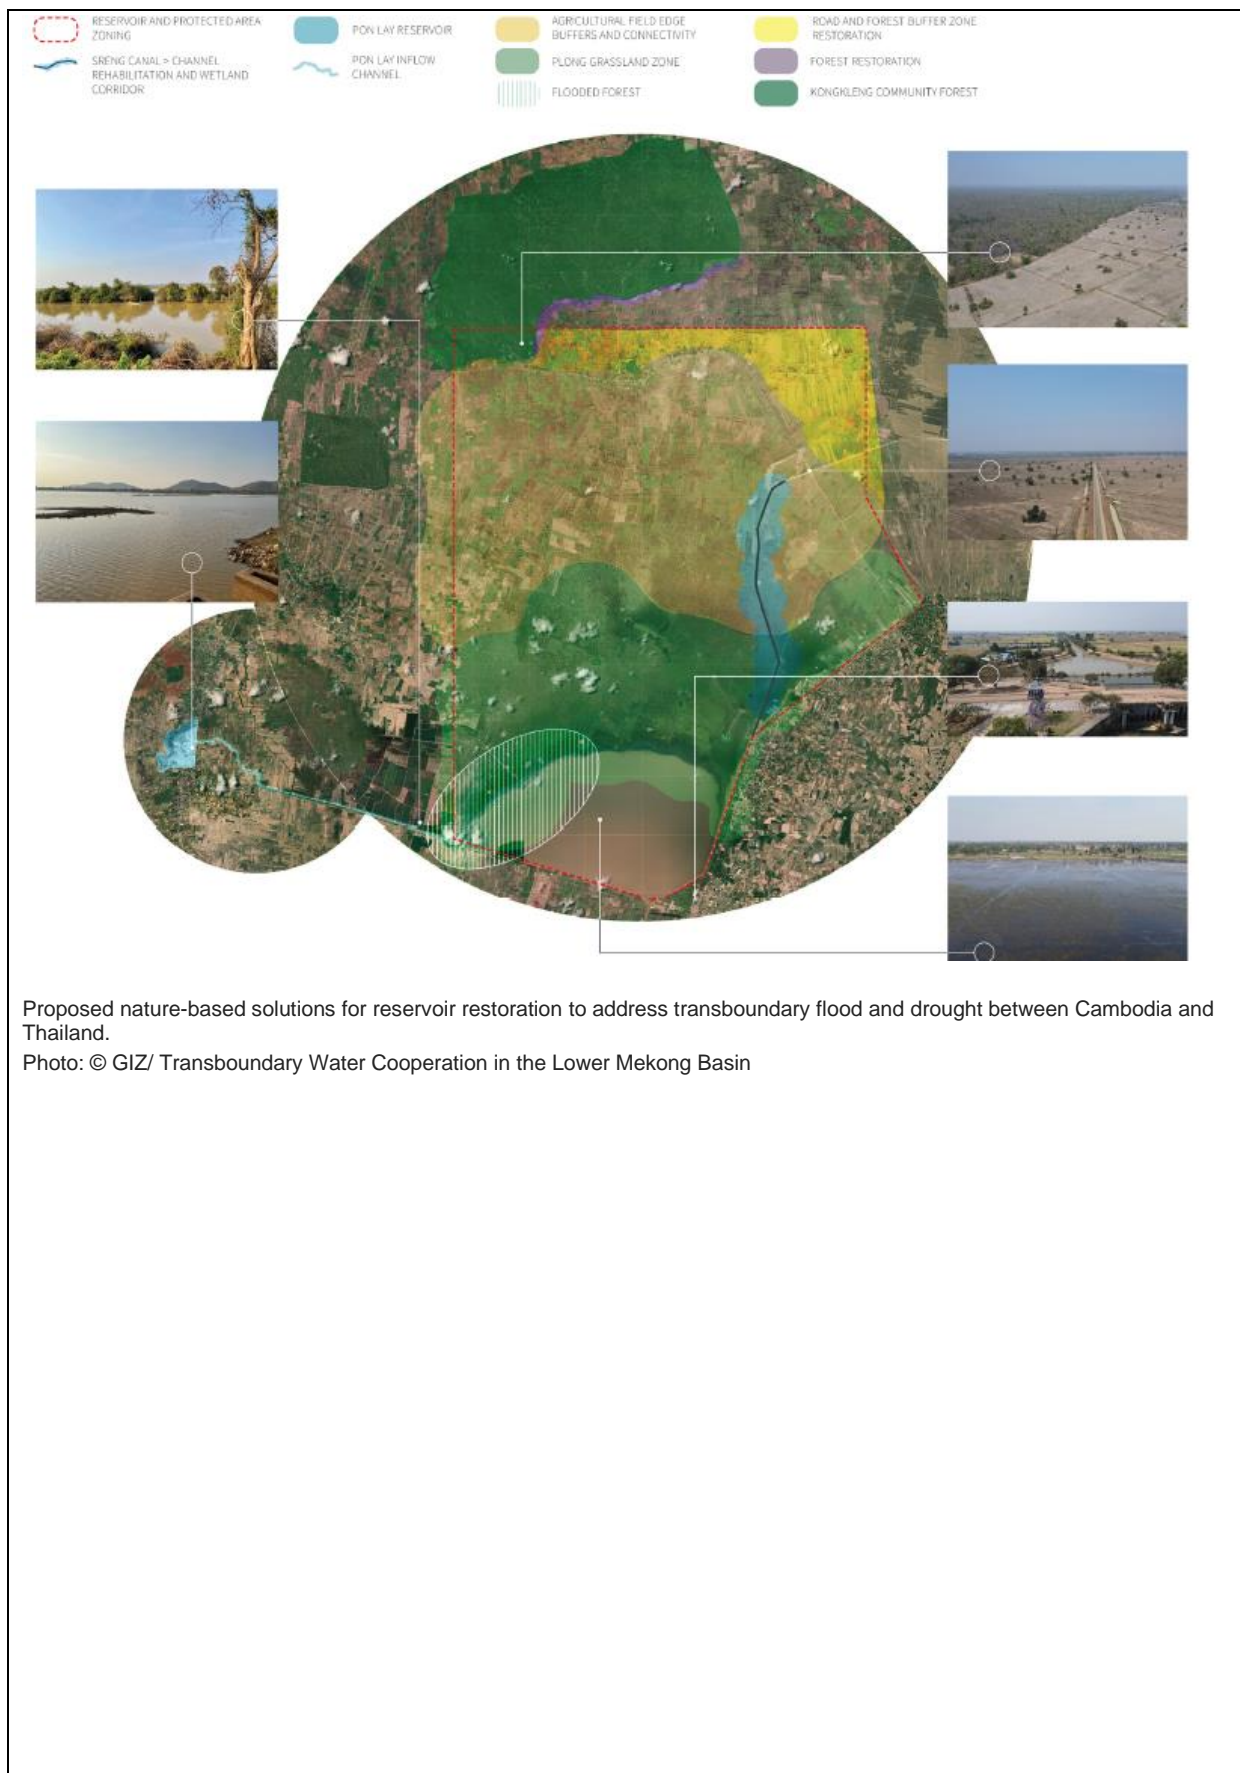 RESERVOIR AND PROTECTED AREA
ZONING
SRENG CANAL > CHANNEL
REHABILITATION AND WETLAND
CORRIDOR
PON LAY RESERVOIR
PON LAY INFLOW
CHANNEL
AGRICULTURAL FIELD EDGE
BUFFERS AND CONNECTIVITY
PLONG GRASSLAND ZONE
FLOODED FOREST
ROAD AND FOREST BUFFER ZONE
RESTORATION
FOREST RESTORATION
KONGKLENG COMMUNITY FOREST
Proposed nature-based solutions for reservoir restoration to address transboundary flood and drought between Cambodia and
Thailand.
Photo: © GIZ/ Transboundary Water Cooperation in the Lower Mekong Basin